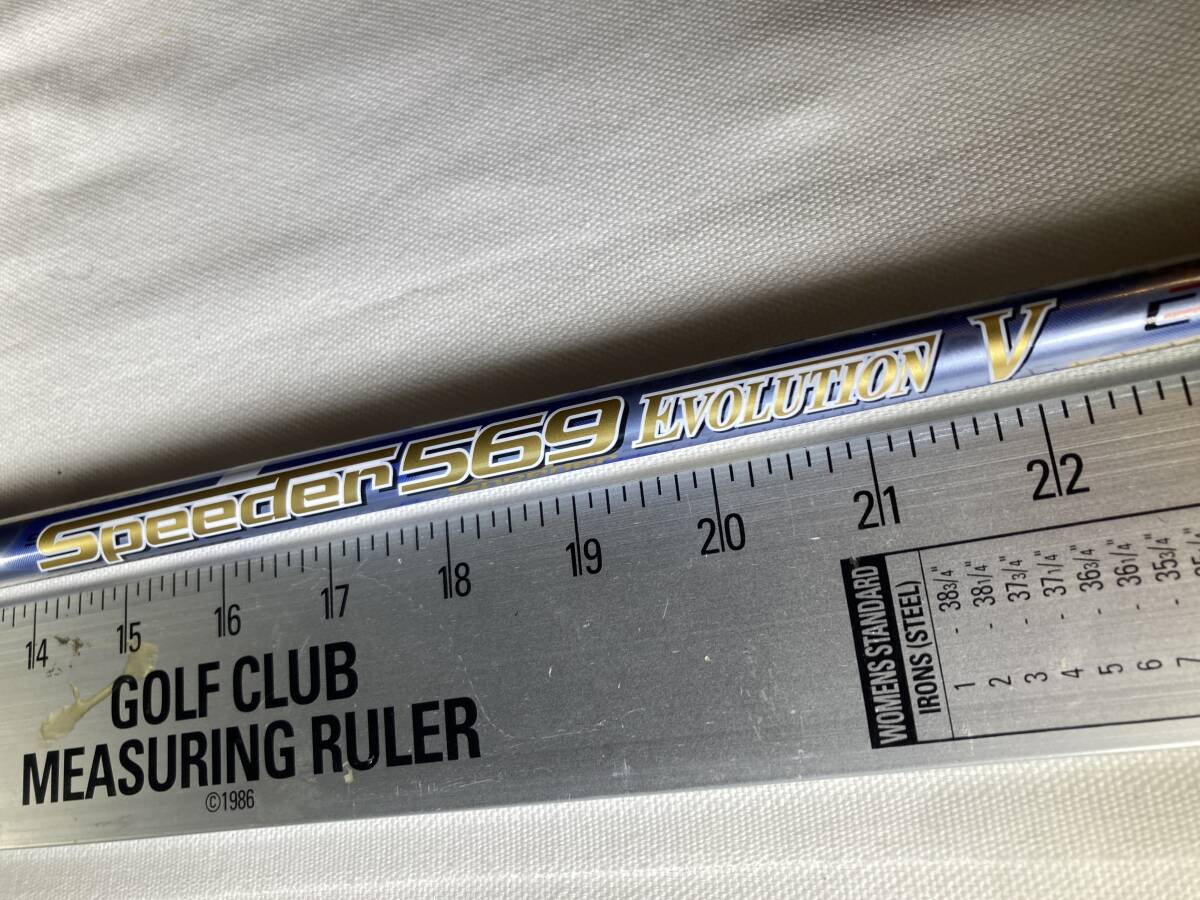 Speeder 569 EVOLUTION V
14 15 16 17 18 19 20 21 22
GOLF CLUB
MEASURING RULER
©1986
WOMENS STANDARD
IRONS (STEEL)
1 - 38 3/4"
2 - 38 1/4"
3 - 37 3/4"
4 - 37 1/4"
5 - 36 3/4"
6 - 36 1/4"
7 - 35 3/4"